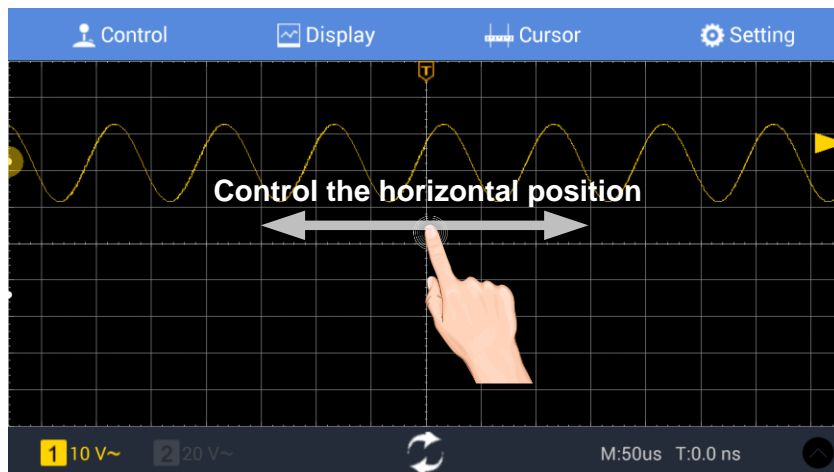 Control Display Cursor Setting
T
Control the horizontal position
1 10 V~ 2 20 V~ M:50us T:0.0 ns